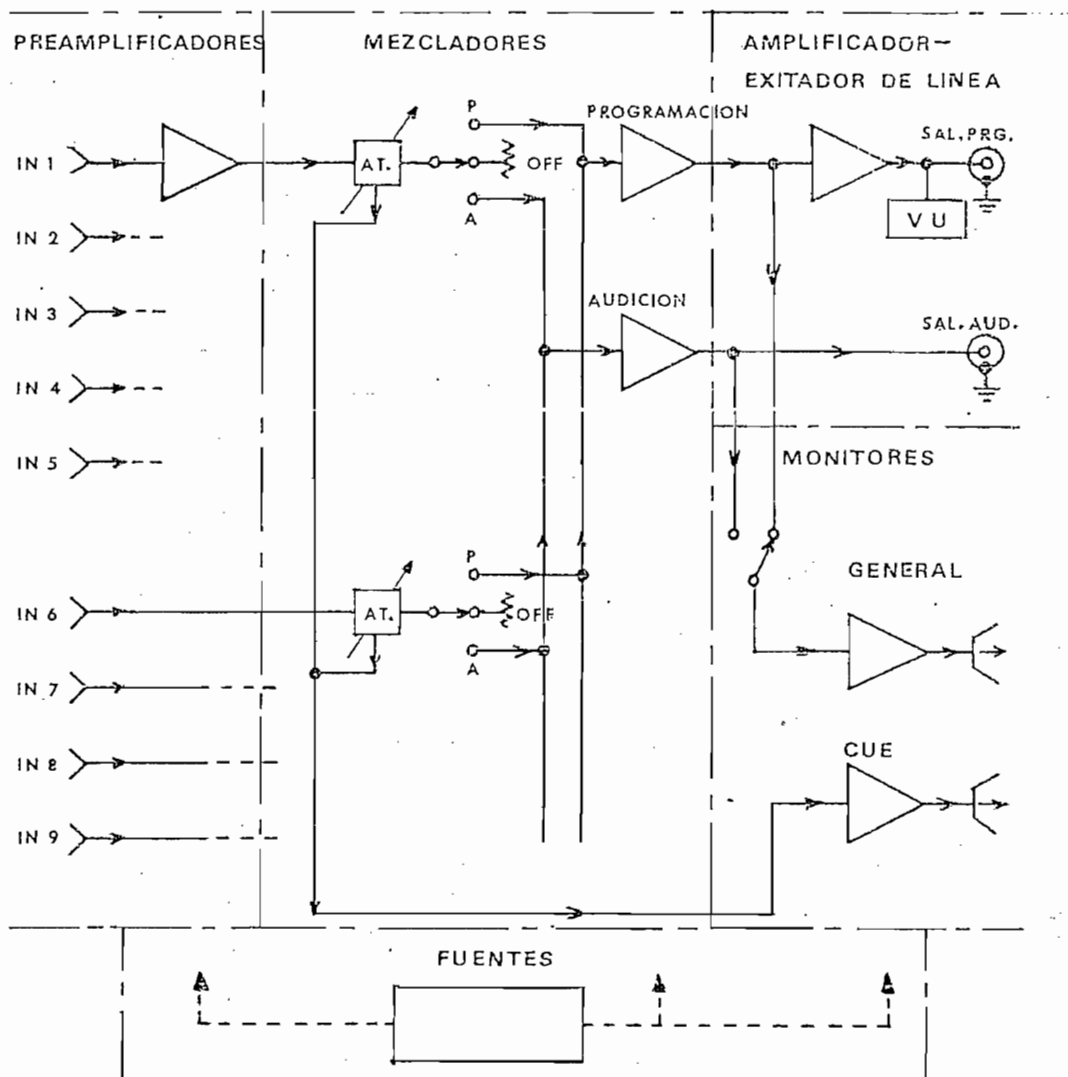 PREAMPLIFICADORES
MEZCLADORES
AMPLIFICADOR-
EXITADOR DE LINEA
IN 1
AT.
P
OFF
A
PROGRAMACION
SAL. PRG.
V U
IN 2
IN 3
AUDICION
SAL. AUD.
IN 4
IN 5
MONITORES
IN 6
AT.
P
OFF
A
GENERAL
IN 7
IN 8
CUE
IN 9
FUENTES